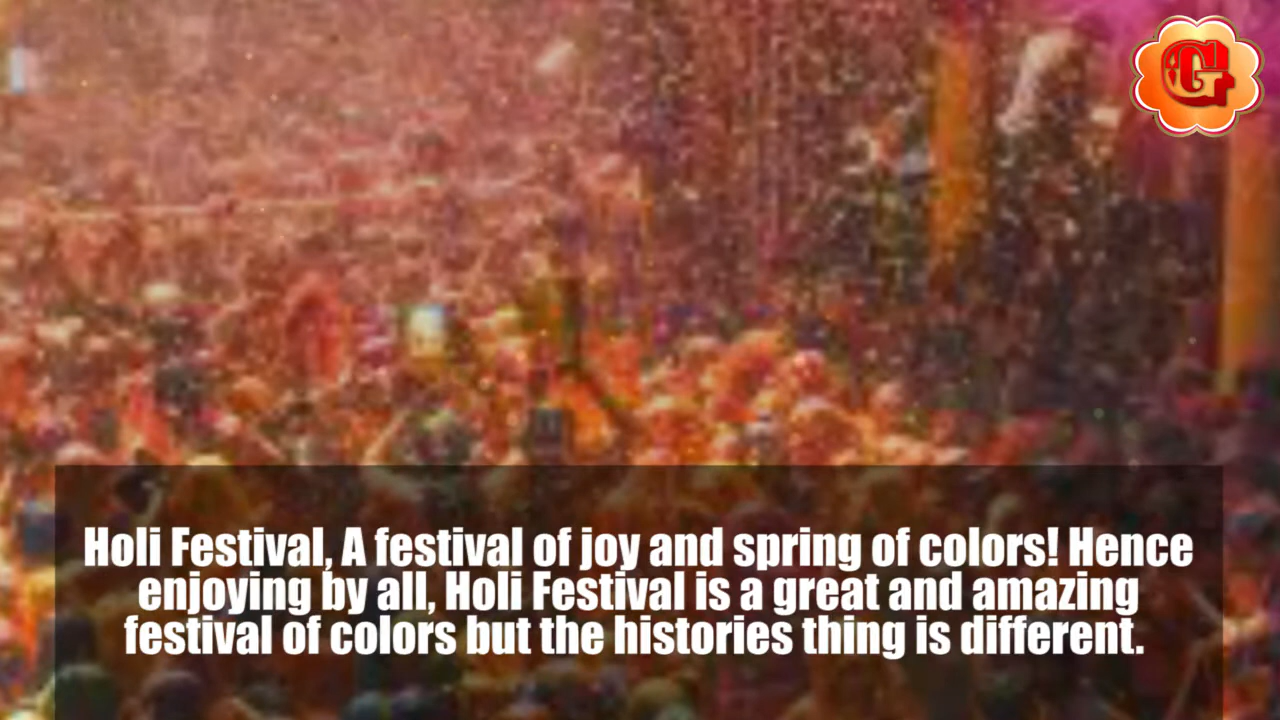 G
Holi Festival, A festival of joy and spring of colors! Hence
enjoying by all, Holi Festival is a great and amazing
festival of colors but the histories thing is different.